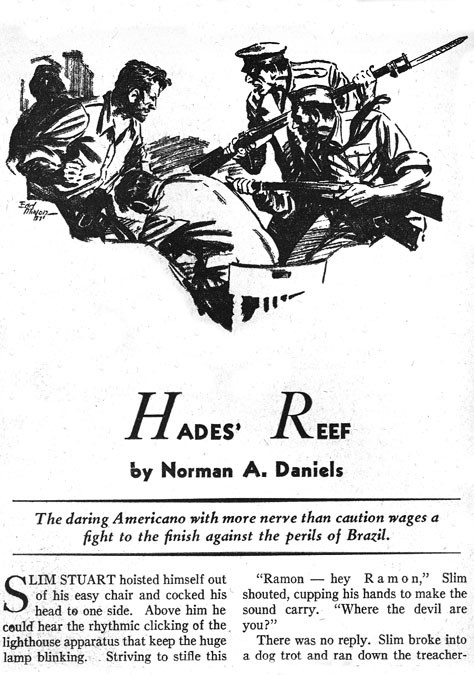 HADES' REEF
by Norman A. Daniels
The daring Americano with more nerve than caution wages a
fight to the finish against the perils of Brazil.
SLIM STUART hoisted himself out
of his easy chair and cocked his
head to one side. Above him he
could hear the rhythmic clicking of the
lighthouse apparatus that keep the huge
lamp blinking. Striving to stifle this
"Ramon — hey Ramon," Slim
shouted, cupping his hands to make the
sound carry. "Where the devil are
you?"
There was no reply. Slim broke into
a dog trot and ran down the treacher-